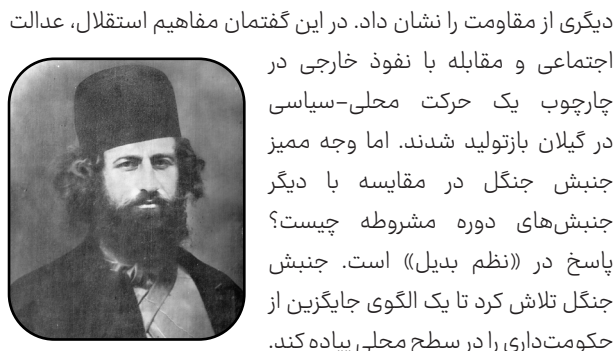 دیگری از مقاومت را نشان داد. در این گفتمان مفاهیم استقلال، عدالت
اجتماعی و مقابله با نفوذ خارجی در
چارچوب یک حرکت محلی-سیاسی
در گیلان بازتولید شدند. اما وجه ممیز
جنبش جنگل در مقایسه با دیگر
جنبش‌های دوره مشروطه چیست؟
پاسخ در «نظم بدیل» است. جنبش
جنگل تلاش کرد تا یک الگوی جایگزین از
حکومت‌داری را در سطح محلی پیاده کند.